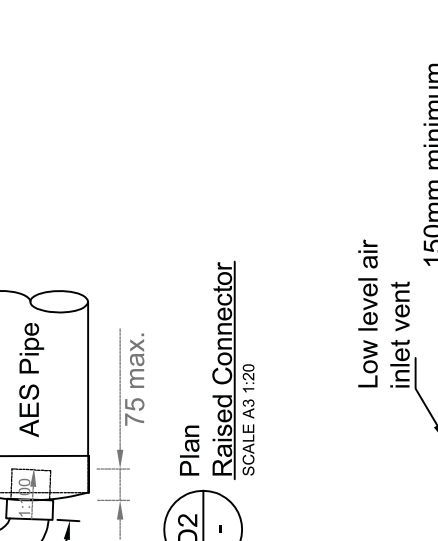 AES Pipe
1:100
75 max.
D2
-
Plan
Raised Connector
SCALE A3 1:20
Low level air
inlet vent
150mm minimum